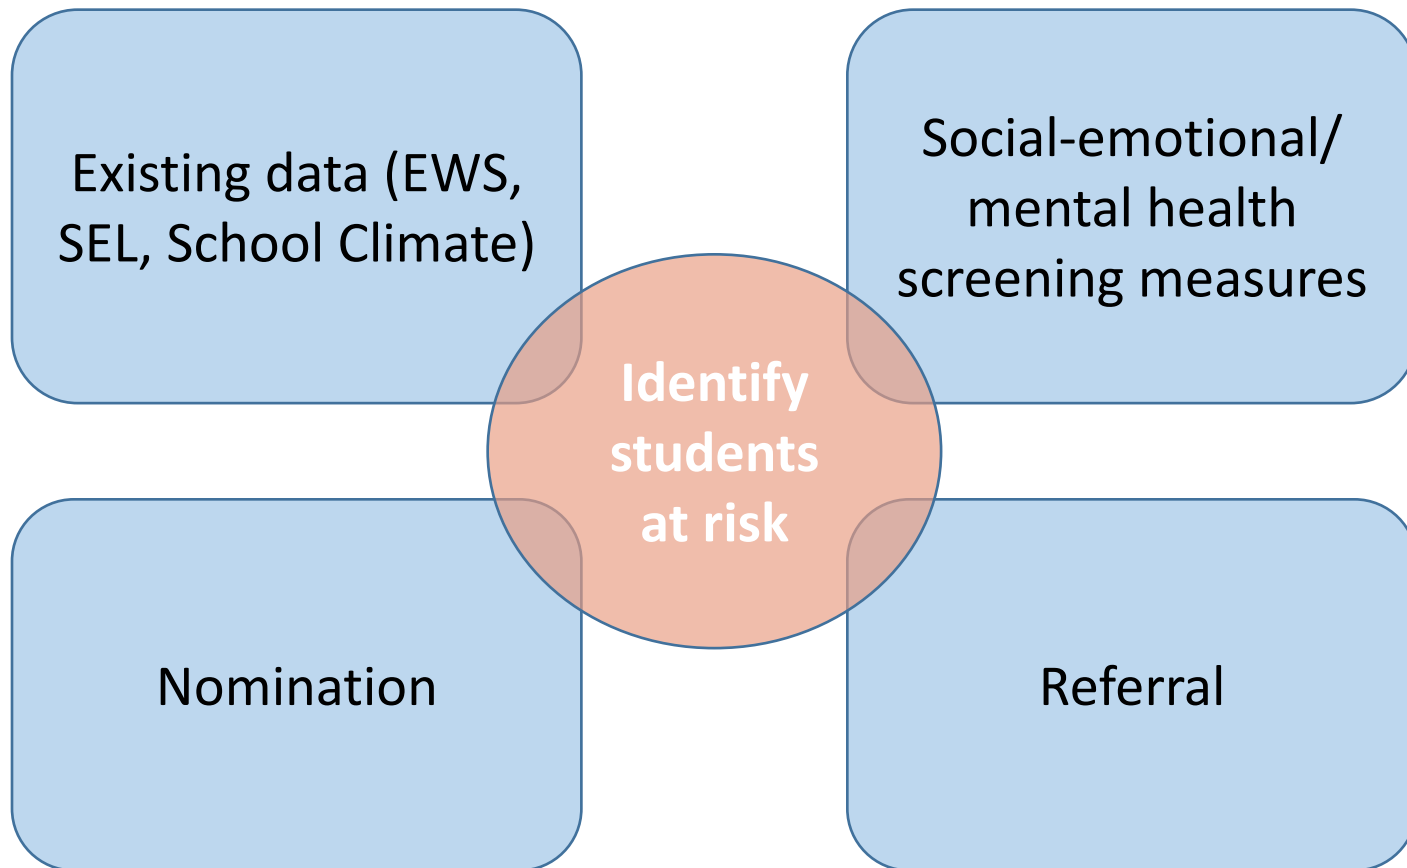 Existing data (EWS,
SEL, School Climate)
Social-emotional/
mental health
screening measures
Identify
students
at risk
Nomination
Referral